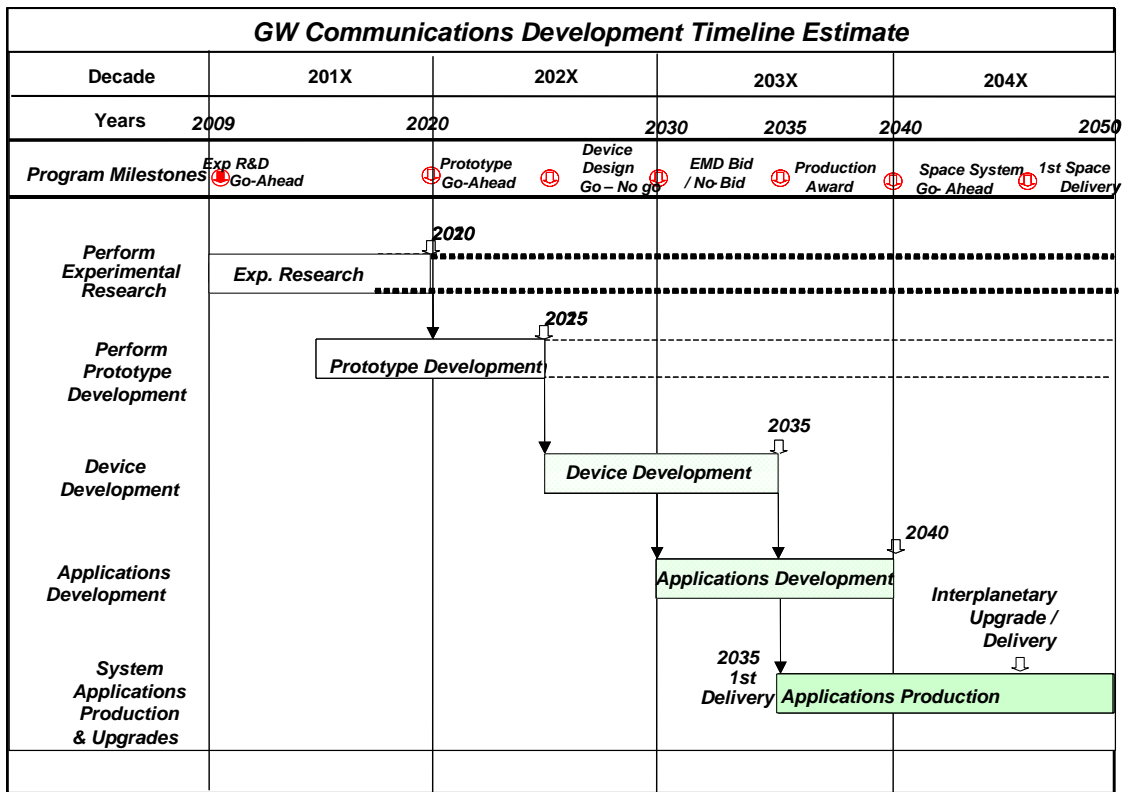 GW Communications Development Timeline Estimate
Decade 201X 202X 203X 204X
Years 2009 2020 2030 2035 2040 2050
Program Milestones
Exp R&D
Go-Ahead
Prototype
Go-Ahead
Device
Design
Go – No go
EMD Bid
/ No-Bid
Production
Award
Space System
Go- Ahead
1st Space
Delivery
Perform
Experimental
Research
Exp. Research
Perform
Prototype
Development
Prototype Development
Device
Development
2035
Device Development
Applications
Development
2040
Applications Development
Interplanetary
Upgrade /
Delivery
System
Applications
Production
& Upgrades
2035
1st
Delivery
Applications Production